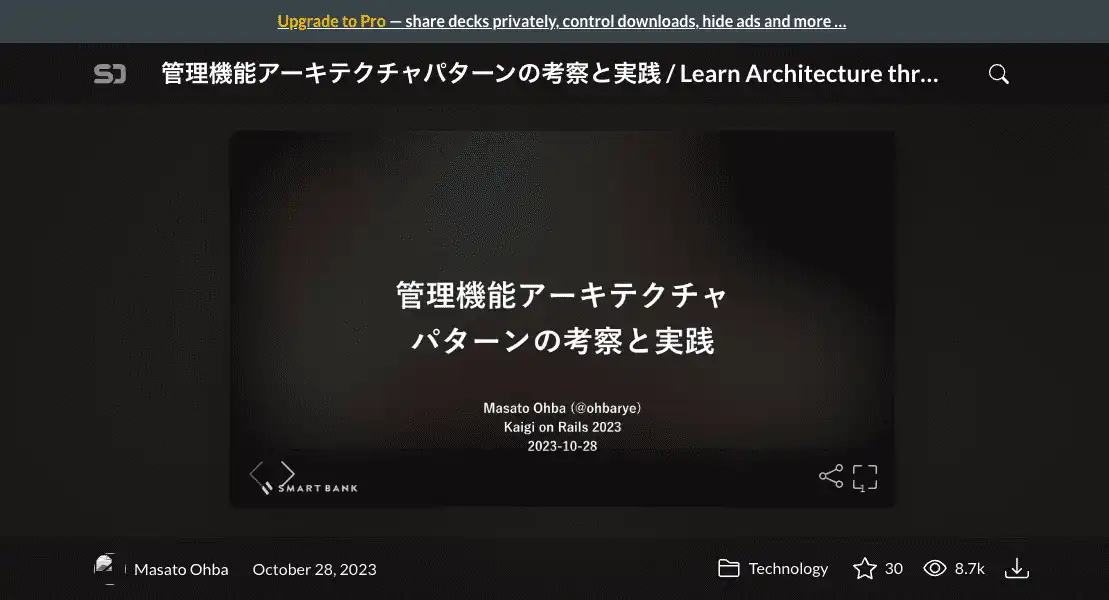 Upgrade to Pro — share decks privately, control downloads, hide ads and more …
SD
管理機能アーキテクチャパターンの考察と実践 / Learn Architecture thr…
管理機能アーキテクチャ
パターンの考察と実践
Masato Ohba (@ohbarye)
Kaigi on Rails 2023
2023-10-28
SMART BANK
1
Masato Ohba
October 28, 2023
Technology
30
8.7k